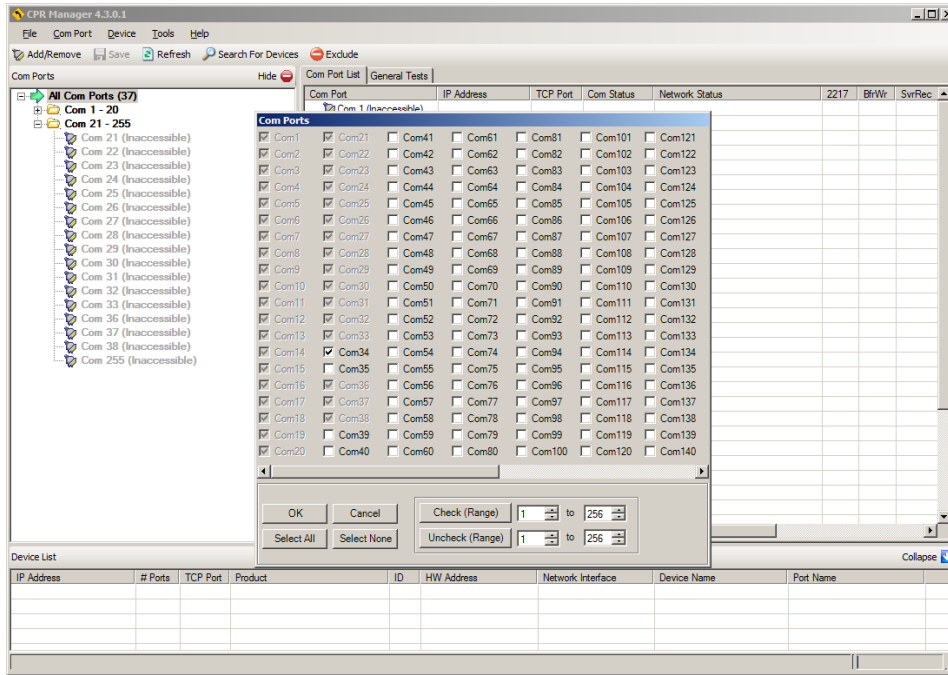 CPR Manager 4.3.0.1
File Com Port Device Tools Help
Add/Remove Save Refresh Search For Devices Exclude
Com Ports Hide Com Port List General Tests
Com Port IP Address TCP Port Com Status Network Status 2217 BfrWr SvrRec
All Com Ports (37)
Com 1 - 20
Com 21 - 255
Com 21 (Inaccessible)
Com 22 (Inaccessible)
Com 23 (Inaccessible)
Com 24 (Inaccessible)
Com 25 (Inaccessible)
Com 26 (Inaccessible)
Com 27 (Inaccessible)
Com 28 (Inaccessible)
Com 29 (Inaccessible)
Com 30 (Inaccessible)
Com 31 (Inaccessible)
Com 32 (Inaccessible)
Com 33 (Inaccessible)
Com 36 (Inaccessible)
Com 37 (Inaccessible)
Com 38 (Inaccessible)
Com 255 (Inaccessible)
Com 1 (Inaccessible)
Com Ports
Com1 Com21 Com41 Com61 Com81 Com101 Com121
Com2 Com22 Com42 Com62 Com82 Com102 Com122
Com3 Com23 Com43 Com63 Com83 Com103 Com123
Com4 Com24 Com44 Com64 Com84 Com104 Com124
Com5 Com25 Com45 Com65 Com85 Com105 Com125
Com6 Com26 Com46 Com66 Com86 Com106 Com126
Com7 Com27 Com47 Com67 Com87 Com107 Com127
Com8 Com28 Com48 Com68 Com88 Com108 Com128
Com9 Com29 Com49 Com69 Com89 Com109 Com129
Com10 Com30 Com50 Com70 Com90 Com110 Com130
Com11 Com31 Com51 Com71 Com91 Com111 Com131
Com12 Com32 Com52 Com72 Com92 Com112 Com132
Com13 Com33 Com53 Com73 Com93 Com113 Com133
Com14 Com34 Com54 Com74 Com94 Com114 Com134
Com15 Com35 Com55 Com75 Com95 Com115 Com135
Com16 Com36 Com56 Com76 Com96 Com116 Com136
Com17 Com37 Com57 Com77 Com97 Com117 Com137
Com18 Com38 Com58 Com78 Com98 Com118 Com138
Com19 Com39 Com59 Com79 Com99 Com119 Com139
Com20 Com40 Com60 Com80 Com100 Com120 Com140
OK Cancel Check (Range) 1 to 256
Select All Select None Uncheck (Range) 1 to 256
Device List Collapse
IP Address # Ports TCP Port Product ID HW Address Network Interface Device Name Port Name